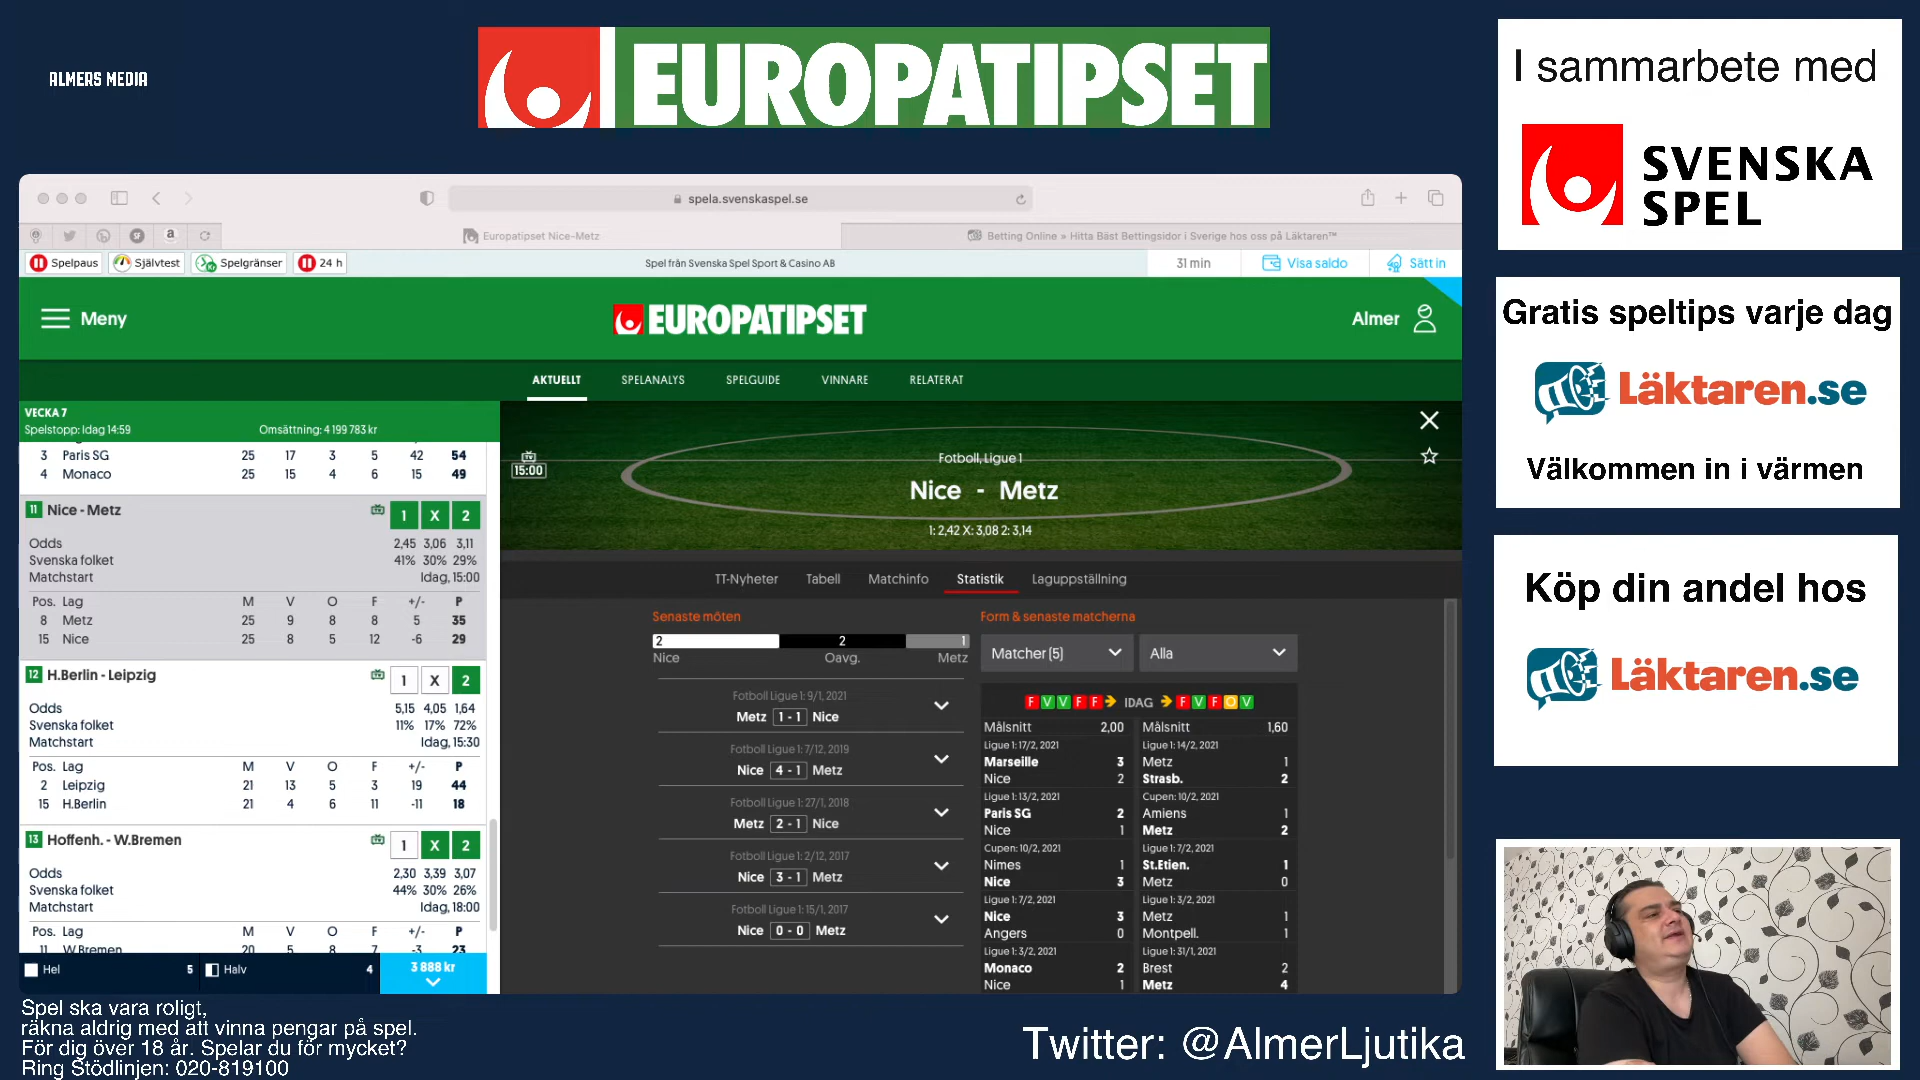 ALMERS MEDIA
EUROPATIPSET
I sammarbete med
SVENSKA
SPEL
Gratis speltips varje dag
Läktaren.se
Välkommen in i värmen
Köp din andel hos
Läktaren.se
spela.svenskaspel.se
Europatipset Nice-Metz
Betting Online » Hitta Bäst Bettingsidor i Sverige hos oss på Läktaren™
Spelpaus Självtest Spelgränser 24 h
Spel från Svenska Spel Sport & Casino AB
31 min Visa saldo Sätt in
Meny
EUROPATIPSET
Almer
AKTUELLT SPELANALYS SPELGUIDE VINNARE RELATERAT
VECKA 7
Spelstopp: Idag 14:59 Omsättning: 4 199 783 kr
3 Paris SG 25 17 3 5 42 54
4 Monaco 25 15 4 6 15 49
11 Nice - Metz 1 X 2
Odds 2,45 3,06 3,11
Svenska folket 41% 30% 29%
Matchstart Idag, 15:00
Pos. Lag M V O F +/- P
8 Metz 25 9 8 8 5 35
15 Nice 25 8 5 12 -6 29
12 H.Berlin - Leipzig 1 X 2
Odds 5,15 4,05 1,64
Svenska folket 11% 17% 72%
Matchstart Idag, 15:30
Pos. Lag M V O F +/- P
2 Leipzig 21 13 5 3 19 44
15 H.Berlin 21 4 6 11 -11 18
13 Hoffenh. - W.Bremen 1 X 2
Odds 2,30 3,39 3,07
Svenska folket 44% 30% 26%
Matchstart Idag, 18:00
Pos. Lag M V O F +/- P
11 W.Bremen 20 5 8 7 -3 23
Hel 5 Halv 4 3 888 kr
15:00
Fotboll, Ligue 1
Nice - Metz
1: 2,42 X: 3,08 2: 3,14
TT-Nyheter Tabell Matchinfo Statistik Laguppställning
Senaste möten
2 2 1
Nice Oavg. Metz
Fotboll Ligue 1: 9/1, 2021
Metz 1 - 1 Nice
Fotboll Ligue 1: 7/12, 2019
Nice 4 - 1 Metz
Fotboll Ligue 1: 27/1, 2018
Metz 2 - 1 Nice
Fotboll Ligue 1: 2/12, 2017
Nice 3 - 1 Metz
Fotboll Ligue 1: 15/1, 2017
Nice 0 - 0 Metz
Form & senaste matcherna
Matcher (5) Alla
F V V F F IDAG F V F O V
Målsnitt 2,00 Målsnitt 1,60
Ligue 1: 17/2, 2021 Ligue 1: 14/2, 2021
Marseille 3 Metz 1
Nice 2 Strasb. 2
Ligue 1: 13/2, 2021 Cupen: 10/2, 2021
Paris SG 2 Amiens 1
Nice 1 Metz 2
Cupen: 10/2, 2021 Ligue 1: 7/2, 2021
Nimes 1 St.Etien. 1
Nice 3 Metz 0
Ligue 1: 7/2, 2021 Ligue 1: 3/2, 2021
Nice 3 Metz 1
Angers 0 Montpell. 1
Ligue 1: 3/2, 2021 Ligue 1: 31/1, 2021
Monaco 2 Brest 2
Nice 1 Metz 4
Spel ska vara roligt,
räkna aldrig med att vinna pengar på spel.
För dig över 18 år. Spelar du för mycket?
Ring Stödlinjen: 020-819100
Twitter: @AlmerLjutika